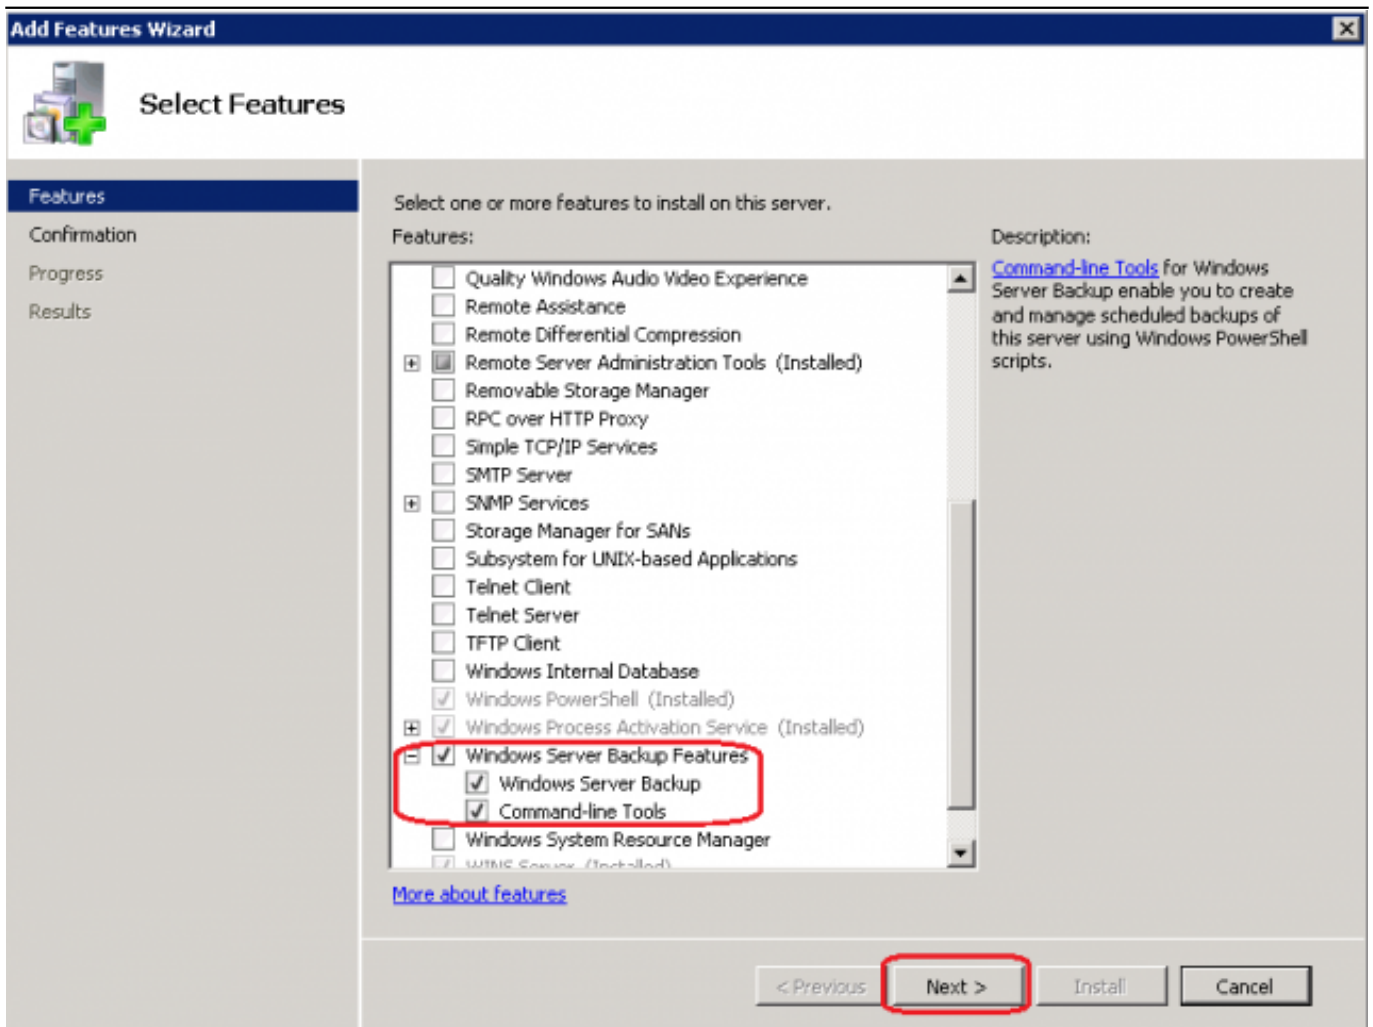 Add Features Wizard
Select Features
Features
Confirmation
Progress
Results
Select one or more features to install on this server.
Features:
Quality Windows Audio Video Experience
Remote Assistance
Remote Differential Compression
Remote Server Administration Tools (Installed)
Removable Storage Manager
RPC over HTTP Proxy
Simple TCP/IP Services
SMTP Server
SNMP Services
Storage Manager for SANs
Subsystem for UNIX-based Applications
Telnet Client
Telnet Server
TFTP Client
Windows Internal Database
Windows PowerShell (Installed)
Windows Process Activation Service (Installed)
Windows Server Backup Features
Windows Server Backup
Command-line Tools
Windows System Resource Manager
WINS Server (Installed)
More about features
Description:
Command-line Tools for Windows
Server Backup enable you to create
and manage scheduled backups of
this server using Windows PowerShell
scripts.
< Previous
Next >
Install
Cancel